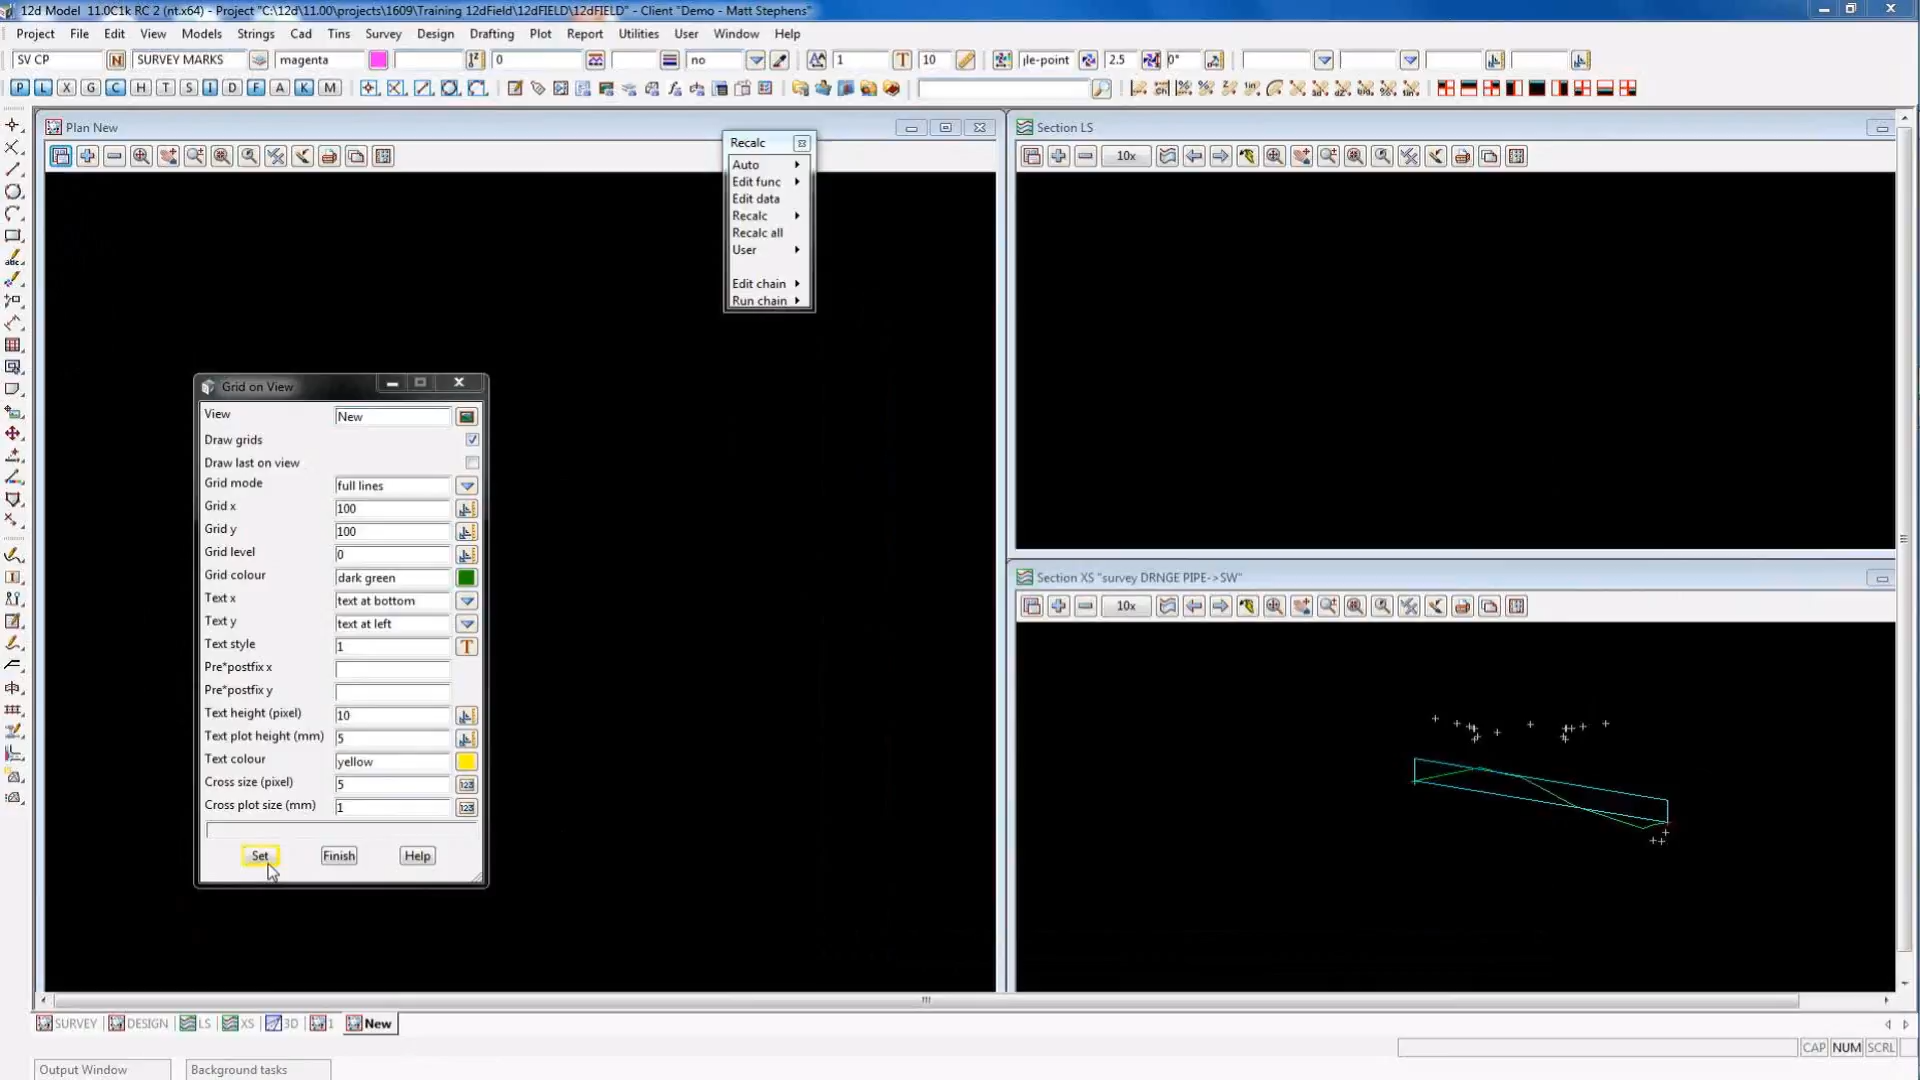 12d Model 11.0C1k RC 2 (nt.x64) - Project "C:\12d\11.00\projects\1609\Training 12dField\12dFIELD\12dFIELD" - Client "Demo - Matt Stephens"
Project File Edit View Models Strings Cad Tins Survey Design Drafting Plot Report Utilities User Window Help
SV CP N SURVEY MARKS magenta 0 no 1 T 10 ple-point 2.5 0°
P L X G C H T S I D F A K M
Plan New
Recalc
Auto
Edit func
Edit data
Recalc
Recalc all
User
Edit chain
Run chain
Section LS
10x
Grid on View
View New
Draw grids
Draw last on view
Grid mode full lines
Grid x 100
Grid y 100
Grid level 0
Grid colour dark green
Text x text at bottom
Text y text at left
Text style 1 T
Pre*postfix x
Pre*postfix y
Text height (pixel) 10
Text plot height (mm) 5
Text colour yellow
Cross size (pixel) 5 123
Cross plot size (mm) 1 123
Set Finish Help
Section XS "survey DRNGE PIPE->SW"
10x
SURVEY DESIGN LS XS 3D 1 New
CAP NUM SCRL
Output Window Background tasks